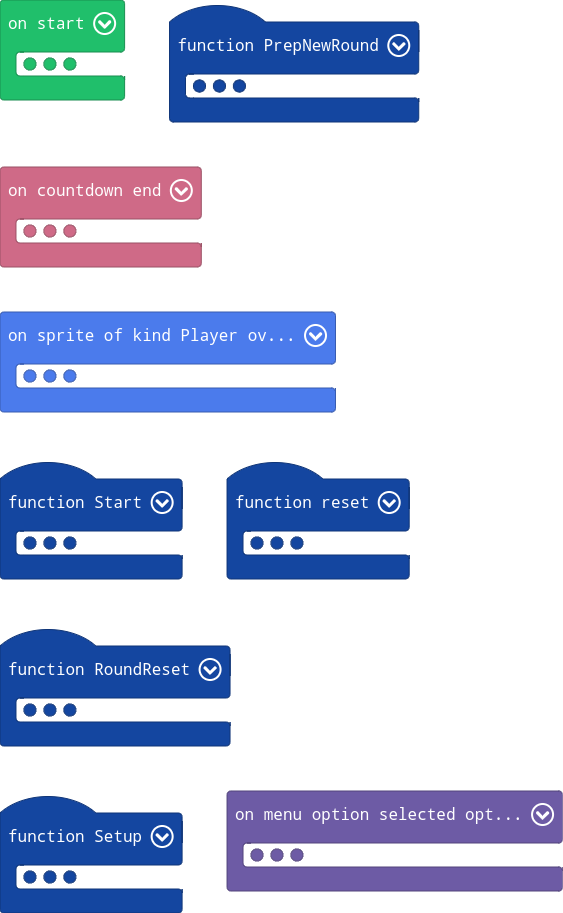 on start
function PrepNewRound
on countdown end
on sprite of kind Player ov...
function Start
function reset
function RoundReset
function Setup
on menu option selected opt...